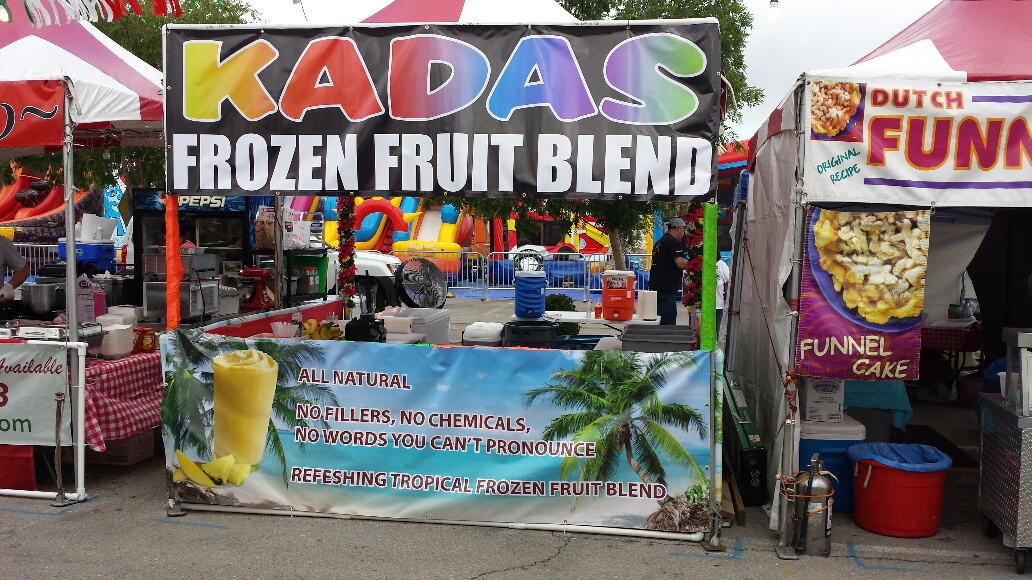 KADAS
FROZEN FRUIT BLEND
PEPSI
ALL NATURAL
NO FILLERS, NO CHEMICALS,
NO WORDS YOU CAN'T PRONOUNCE
REFESHING TROPICAL FROZEN FRUIT BLEND
DUTCH
FUNN
ORIGINAL
RECIPE
FUNNEL
CAKE
Available
8
om